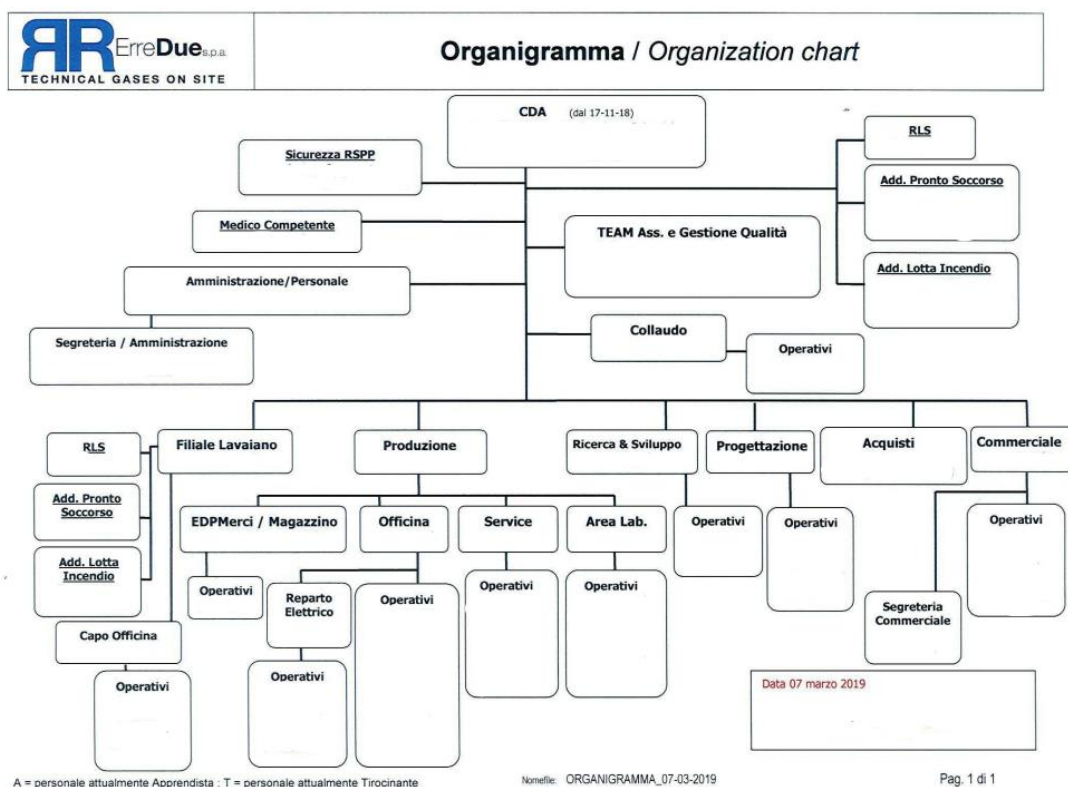 RR ErreDue s.p.a.
TECHNICAL GASES ON SITE
Organigramma / Organization chart
CDA (dal 17-11-18)
Sicurezza RSPP
RLS
Add. Pronto Soccorso
Medico Competente
TEAM Ass. e Gestione Qualità
Add. Lotta Incendio
Amministrazione/Personale
Collaudo
Segreteria / Amministrazione
Operativi
RLS
Filiale Lavaiano
Produzione
Ricerca & Sviluppo
Progettazione
Acquisti
Commerciale
Add. Pronto
Soccorso
EDPMerci / Magazzino
Officina
Service
Area Lab.
Operativi
Operativi
Operativi
Add. Lotta
Incendio
Operativi
Reparto
Elettrico
Operativi
Operativi
Operativi
Segreteria
Commerciale
Capo Officina
Operativi
Operativi
Data 07 marzo 2019
A = personale attualmente Apprendista ; T = personale attualmente Tirocinante
Nomefile: ORGANIGRAMMA_07-03-2019
Pag. 1 di 1